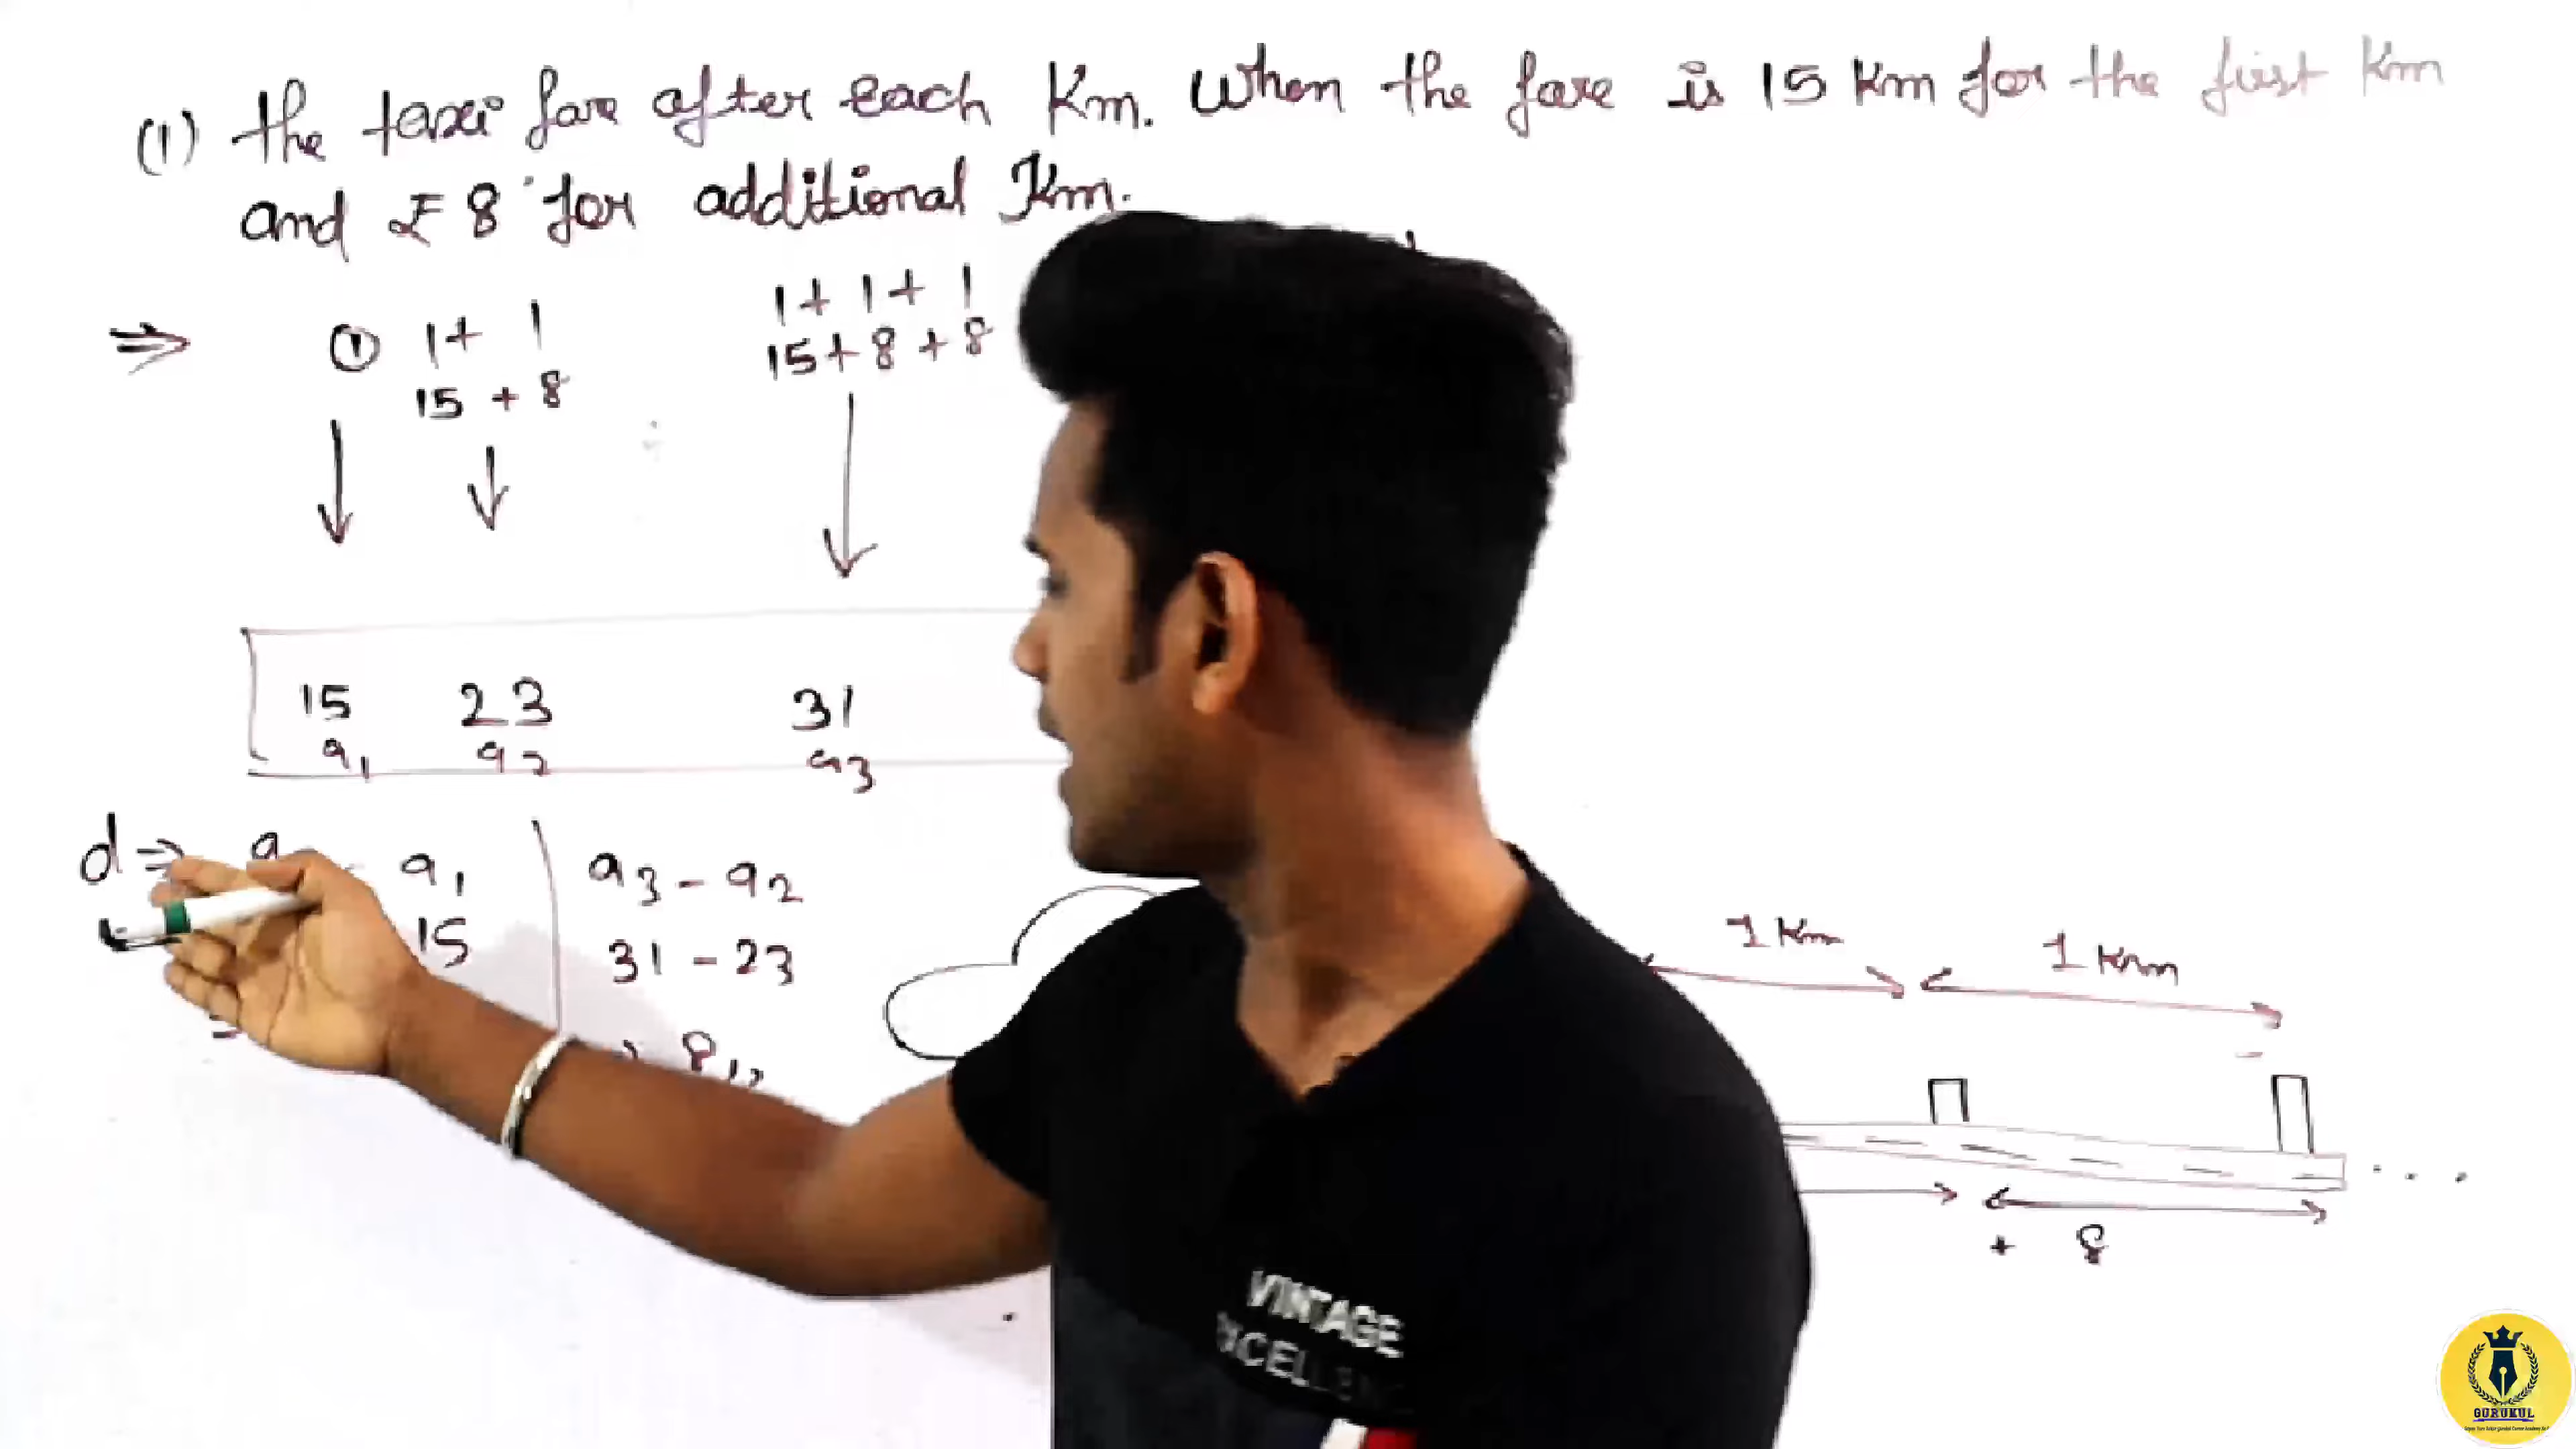 (1) the taxi fare after each Km. When the fare is 15 Km for the first Km
and ₹ 8 for additional Km.
⇒ ① 1 + 1
15 + 8
1 + 1 + 1
15 + 8 + 8
15 23 31
a1 a2 a3
d ⇒ a - a1
15
a3 - a2
31 - 23
8
1 Km 1 Km
+ 8
...
VINTAGE
GURUKUL